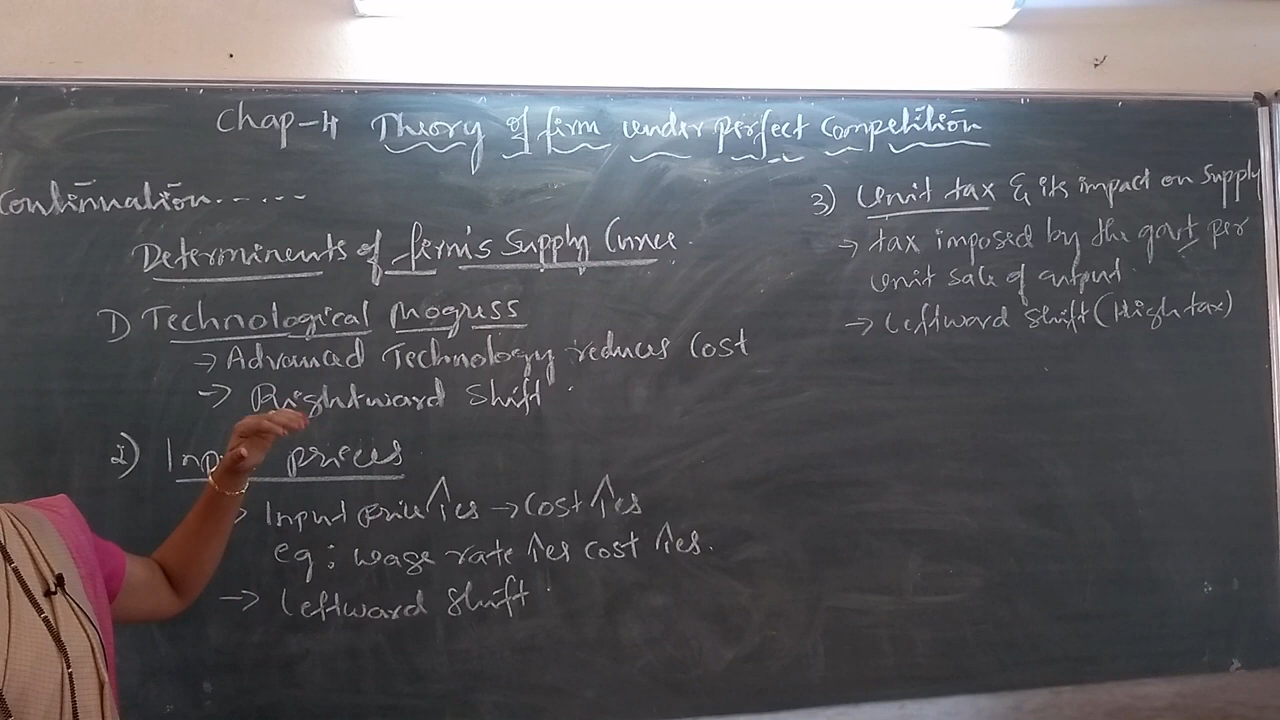 Chap-4 Theory of firm under perfect Competition
Continuation......
Determinents of firm's Supply Curve.
1) Technological Progress
→ Advanced Technology reduces Cost
→ Rightward Shift
2) Input prices
→ Input price ↑es → Cost ↑es
eg: wage rate ↑es cost ↑es.
→ Leftward Shift
3) Unit tax & its impact on Supply
→ tax imposed by the govt per
Unit sale of output
→ Leftward Shift (High tax)